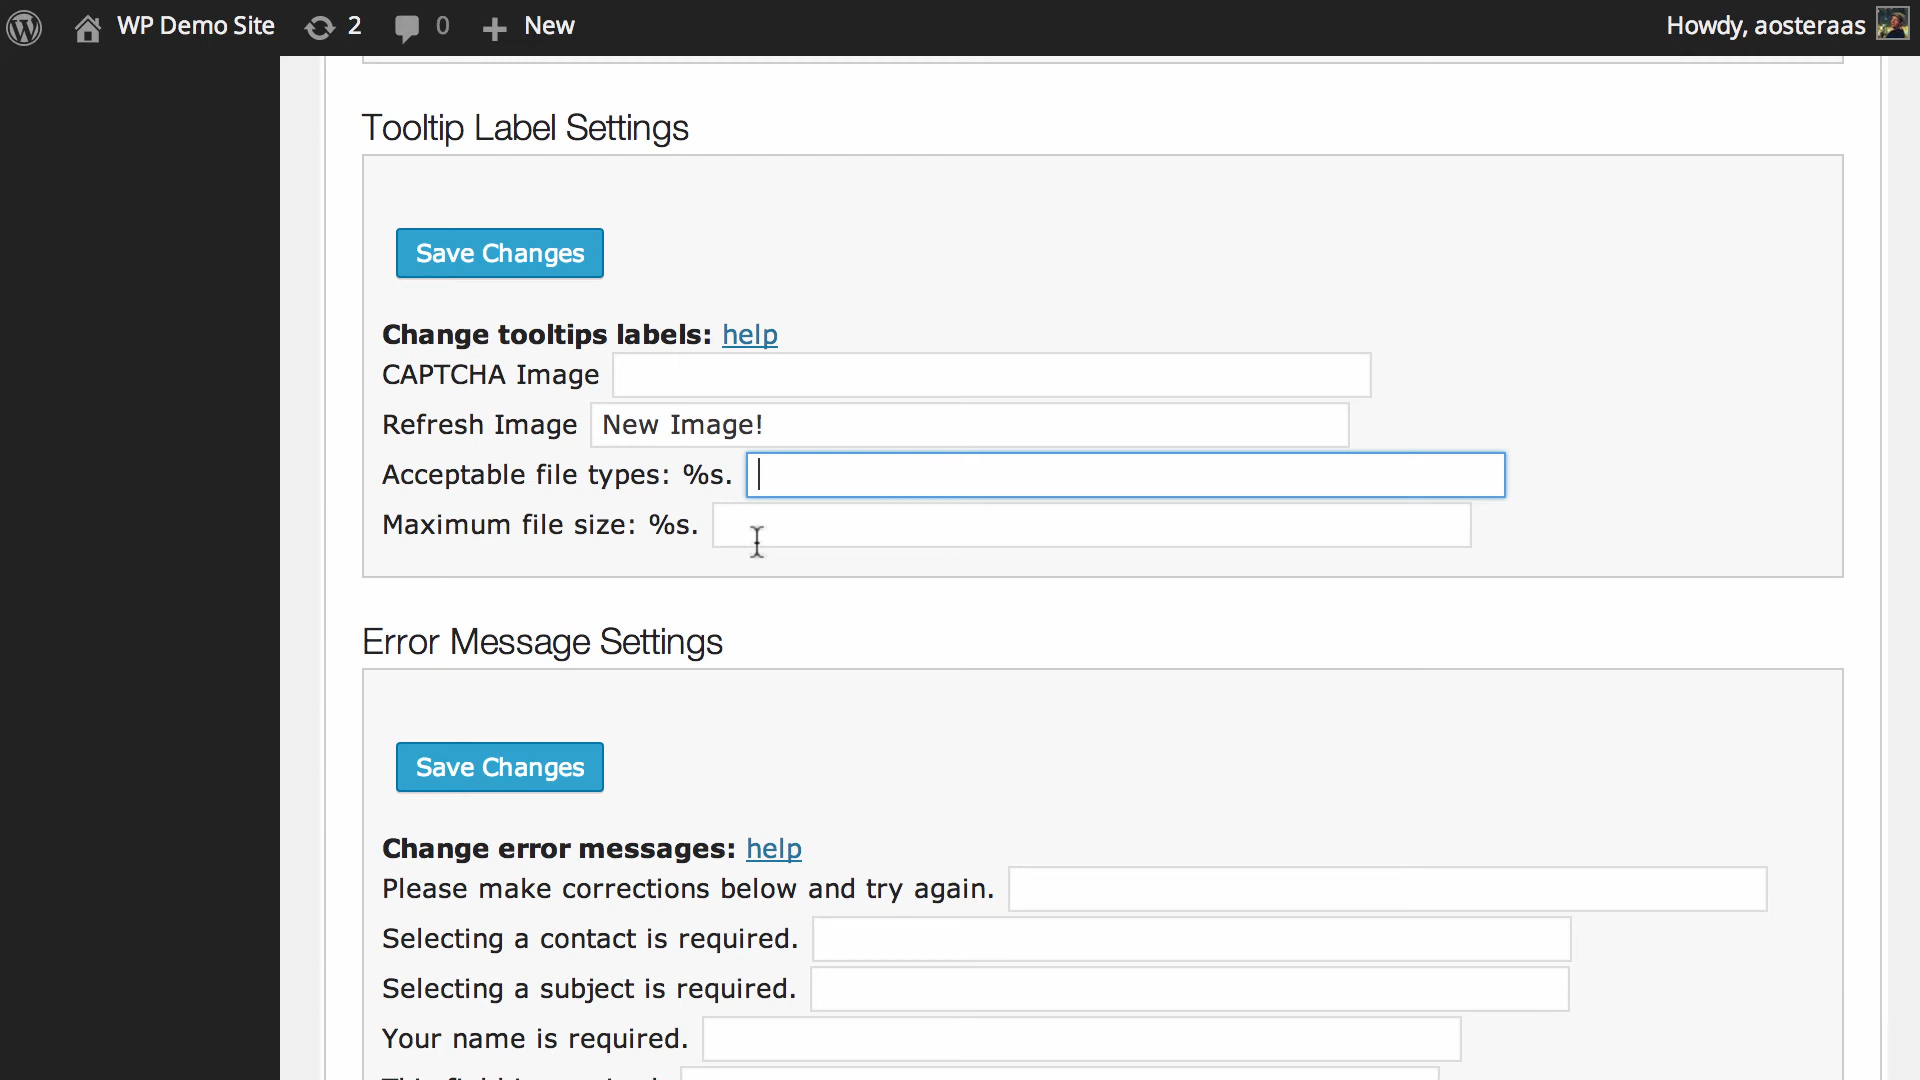 WP Demo Site 2 0 New Howdy, aosteraas
Tooltip Label Settings
Save Changes
Change tooltips labels: help
CAPTCHA Image
Refresh Image New Image!
Acceptable file types: %s.
Maximum file size: %s.
Error Message Settings
Save Changes
Change error messages: help
Please make corrections below and try again.
Selecting a contact is required.
Selecting a subject is required.
Your name is required.